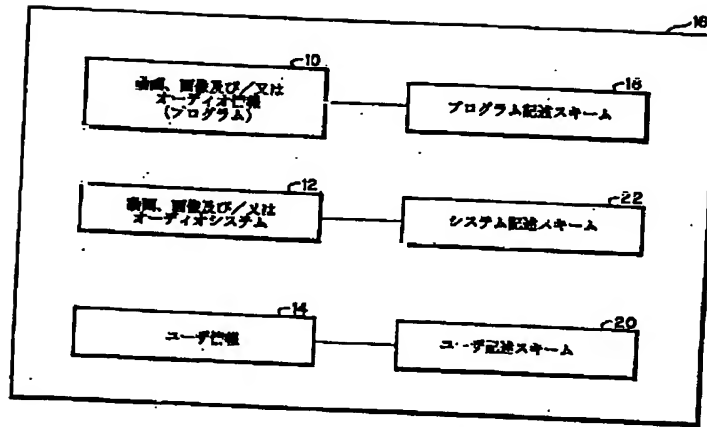 16
10
動画、画像及び/又は
オーディオ情報
(プログラム)
18
プログラム記述スキーム
12
動画、画像及び/又は
オーディオシステム
22
システム記述スキーム
14
ユーザ情報
20
ユーザ記述スキーム